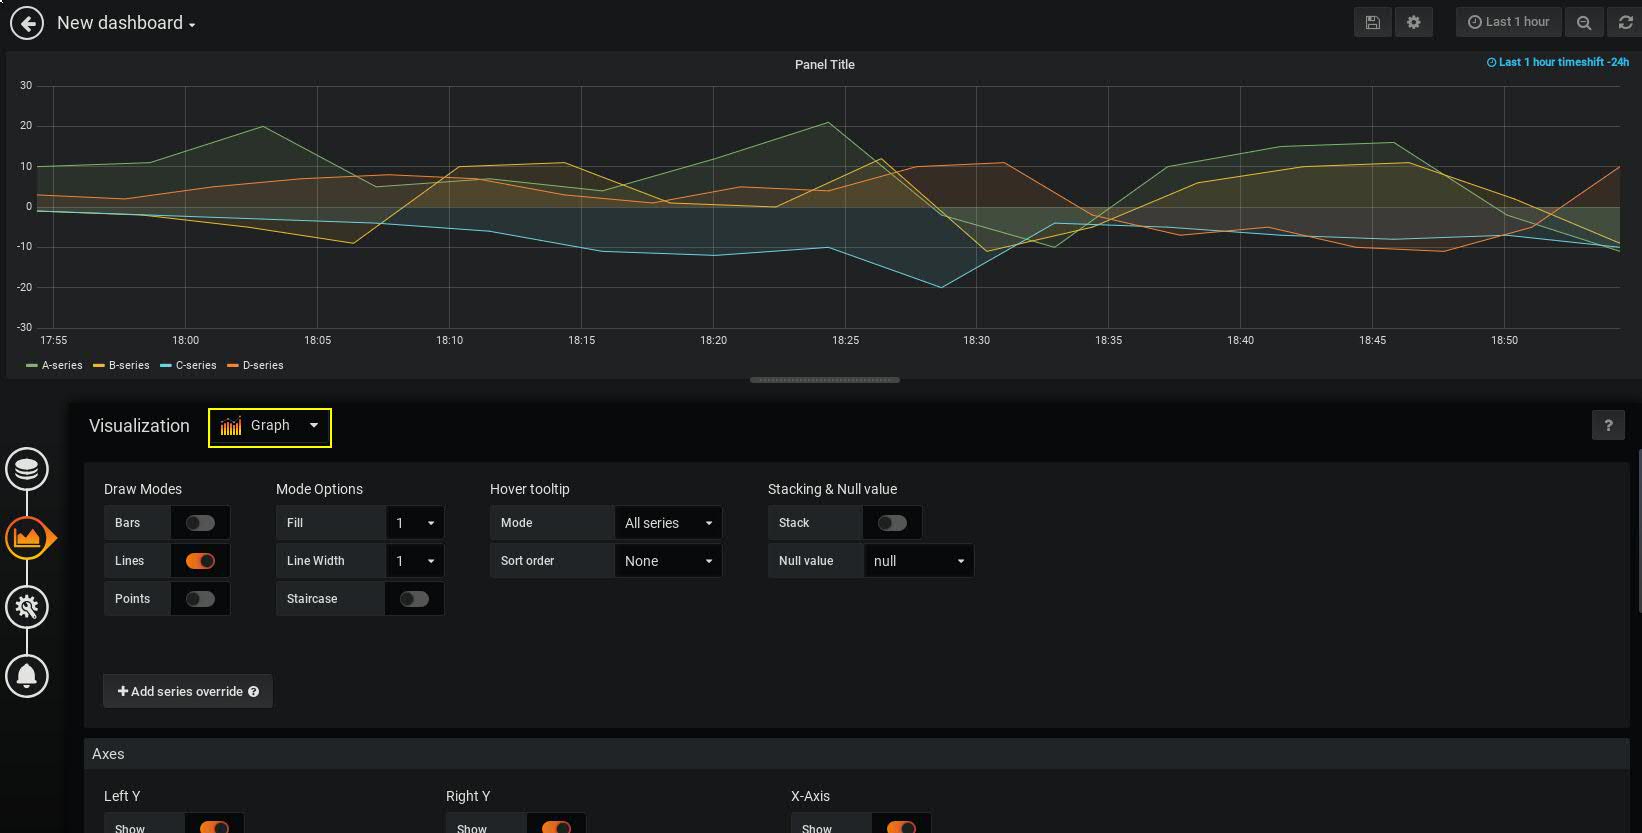 New dashboard
Last 1 hour
Panel Title
Last 1 hour timeshift -24h
30
20
10
0
-10
-20
-30
17:55 18:00 18:05 18:10 18:15 18:20 18:25 18:30 18:35 18:40 18:45 18:50
A-series B-series C-series D-series
Visualization Graph ?
Draw Modes Mode Options Hover tooltip Stacking & Null value
Bars Fill 1 Mode All series Stack
Lines Line Width 1 Sort order None Null value null
Points Staircase
+ Add series override ?
Axes
Left Y Right Y X-Axis
Show Show Show